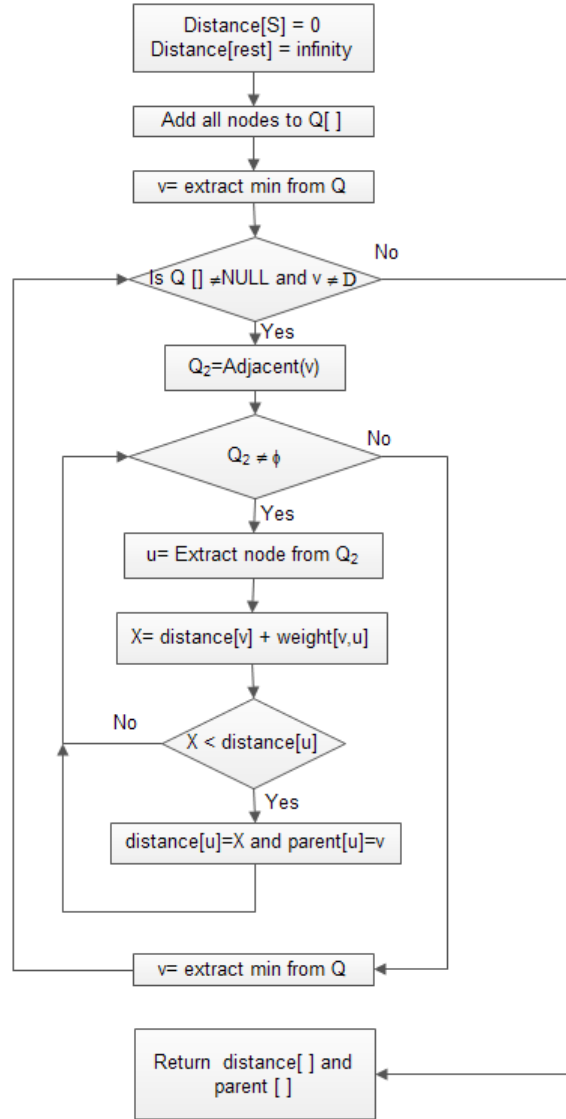 Distance[S] = 0
Distance[rest] = infinity
Add all nodes to Q[ ]
v= extract min from Q
Is Q [] ≠NULL and v ≠ D
No
Yes
Q₂=Adjacent(v)
Q₂ ≠ ϕ
No
Yes
u= Extract node from Q₂
X= distance[v] + weight[v,u]
X < distance[u]
No
Yes
distance[u]=X and parent[u]=v
v= extract min from Q
Return distance[ ] and
parent [ ]